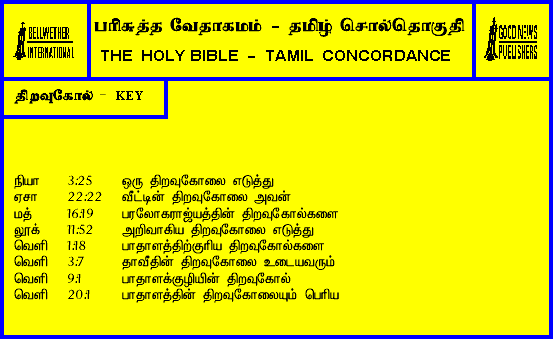 BELLWETHER
INTERNATIONAL
பரிசுத்த வேதாகமம் - தமிழ் சொல்தொகுதி
THE HOLY BIBLE - TAMIL CONCORDANCE
GOOD NEWS
PUBLISHERS
திறவுகோல் - KEY
நியா 3:25 ஒரு திறவுகோலை எடுத்து
ஏசா 22:22 வீட்டின் திறவுகோலை அவன்
மத் 16:19 பரலோகராஜ்யத்தின் திறவுகோல்களை
லூக் 11:52 அறிவாகிய திறவுகோலை எடுத்து
வெளி 1:18 பாதாளத்திற்குரிய திறவுகோல்களை
வெளி 3:7 தாவீதின் திறவுகோலை உடையவரும்
வெளி 9:1 பாதாளக்குழியின் திறவுகோல்
வெளி 20:1 பாதாளத்தின் திறவுகோலையும் பெரிய